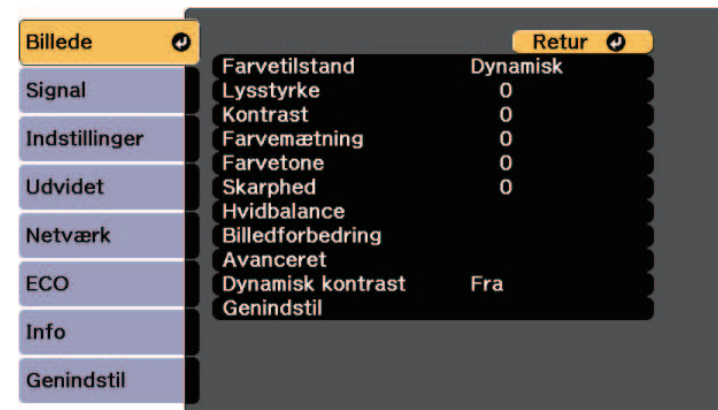 Billede
Signal
Indstillinger
Udvidet
Netværk
ECO
Info
Genindstil
Retur
Farvetilstand Dynamisk
Lysstyrke 0
Kontrast 0
Farvemætning 0
Farvetone 0
Skarphed 0
Hvidbalance
Billedforbedring
Avanceret
Dynamisk kontrast Fra
Genindstil